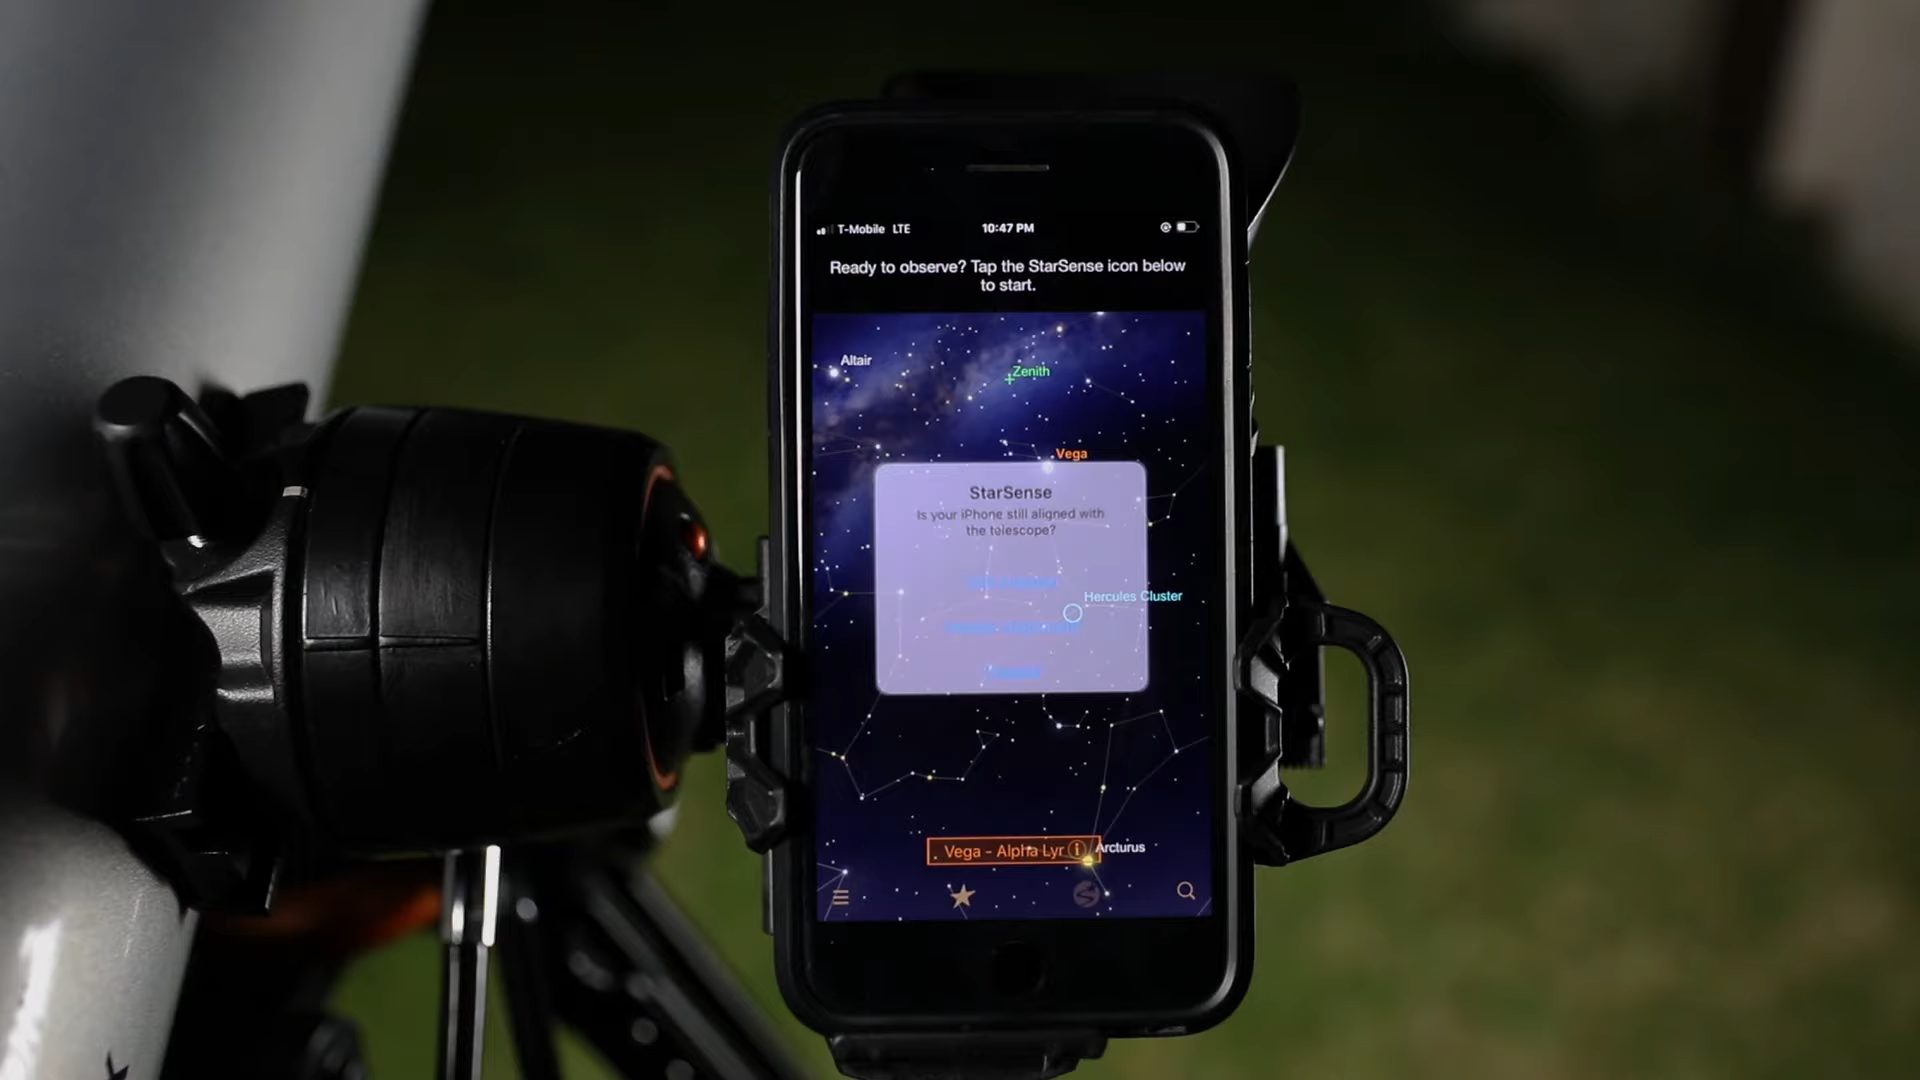 T-Mobile LTE 10:47 PM
Ready to observe? Tap the StarSense icon below
to start.
Altair
Zenith
Vega
StarSense
Is your iPhone still aligned with
the telescope?
Hercules Cluster
Vega - Alpha Lyr i
Arcturus